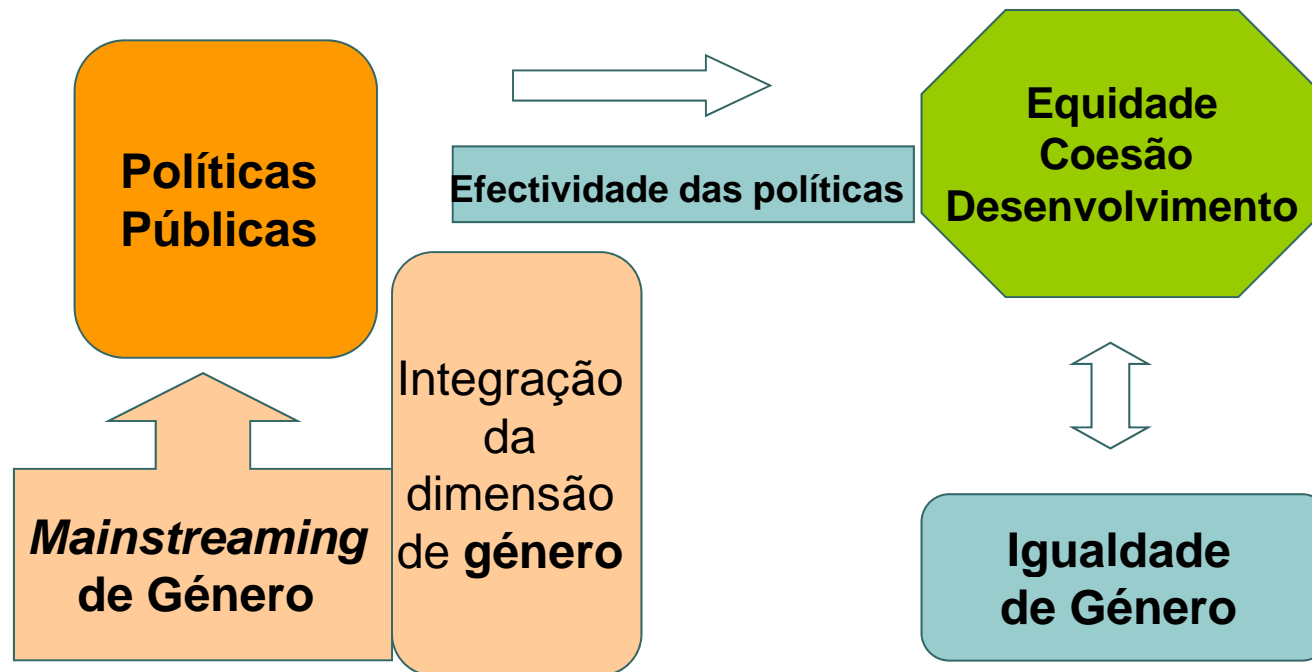 Políticas
Públicas
Efectividade das políticas
Equidade
Coesão
Desenvolvimento
Mainstreaming
de Género
Integração
da
dimensão
de género
Igualdade
de Género